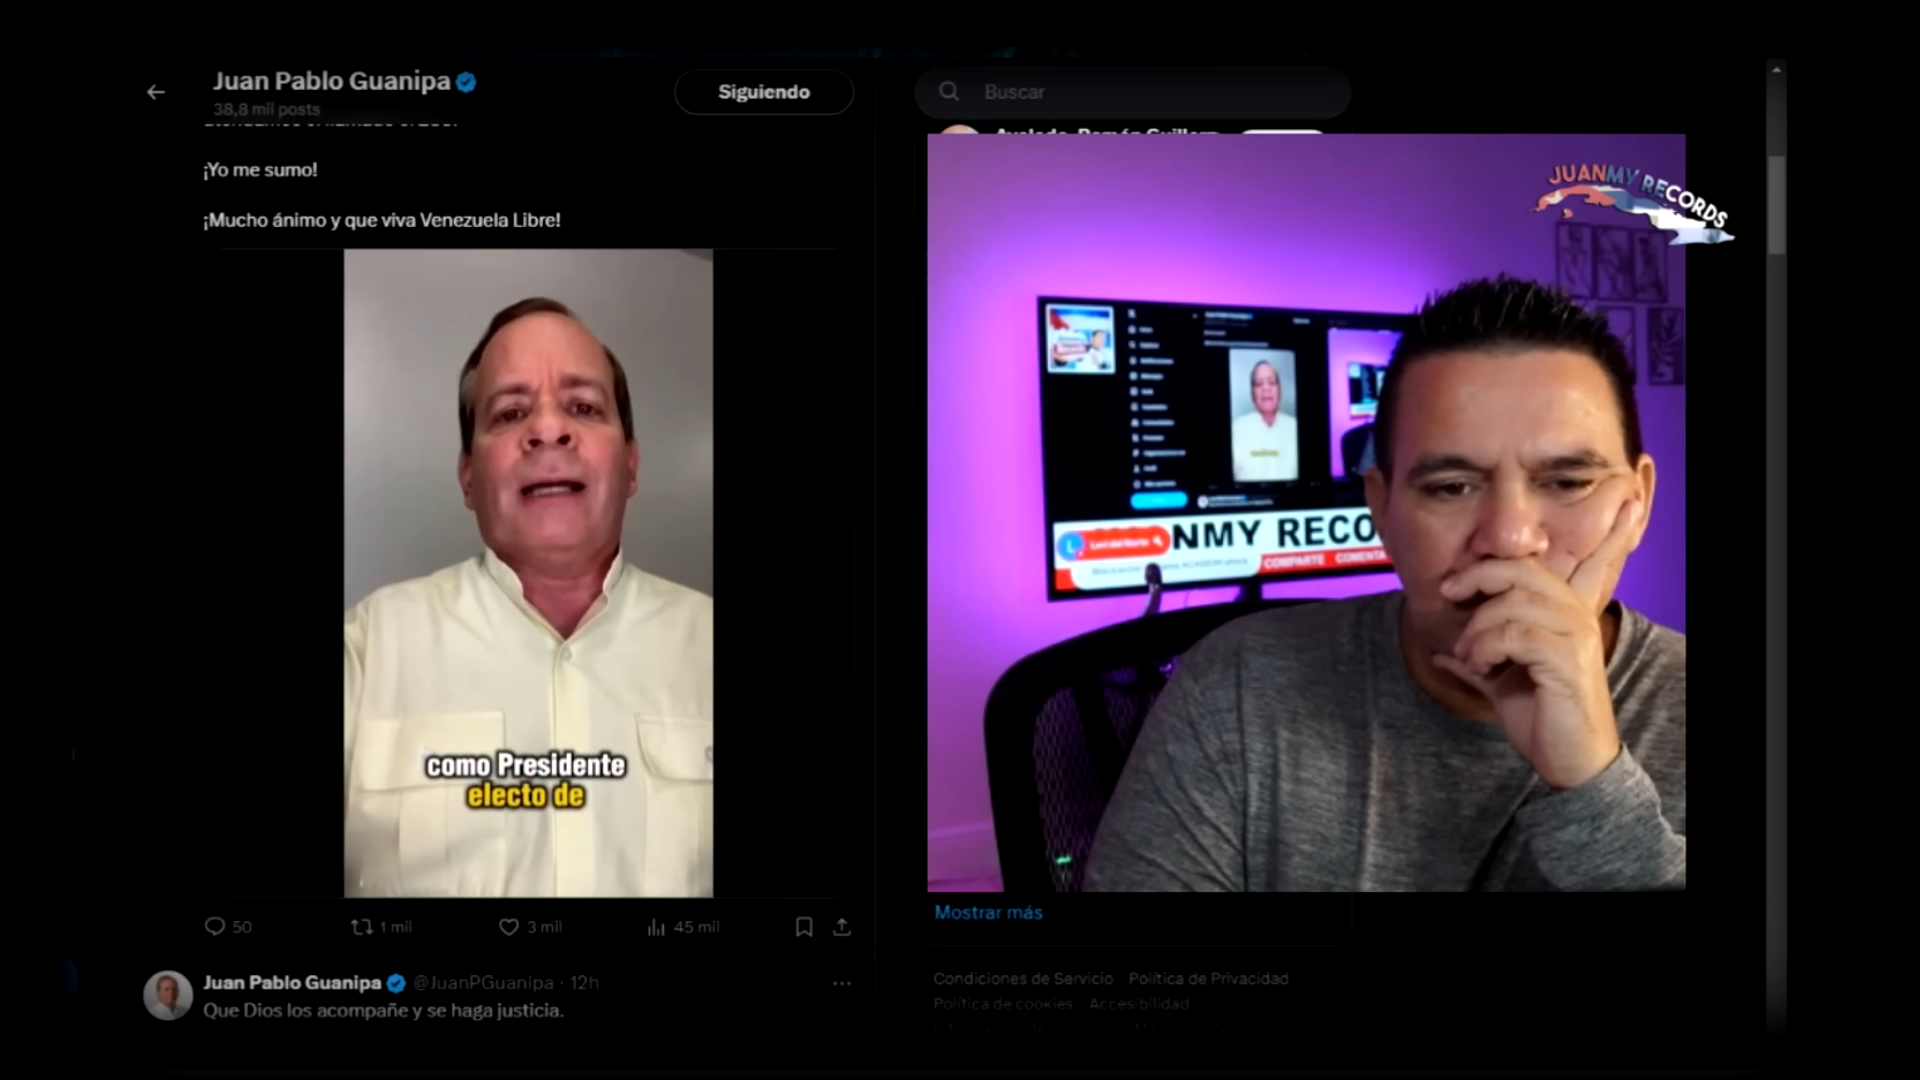 Juan Pablo Guanipa
38,8 mil posts
Siguiendo
Buscar
¡Yo me sumo!
¡Mucho ánimo y que viva Venezuela Libre!
como Presidente
electo de
50
1 mil
3 mil
45 mil
Juan Pablo Guanipa @JuanPGuanipa · 12h
Que Dios los acompañe y se haga justicia.
JUANMY RECORDS
NMY RECO
COMPARTE COMENTA
Mostrar más
Condiciones de Servicio Política de Privacidad
Política de cookies Accesibilidad